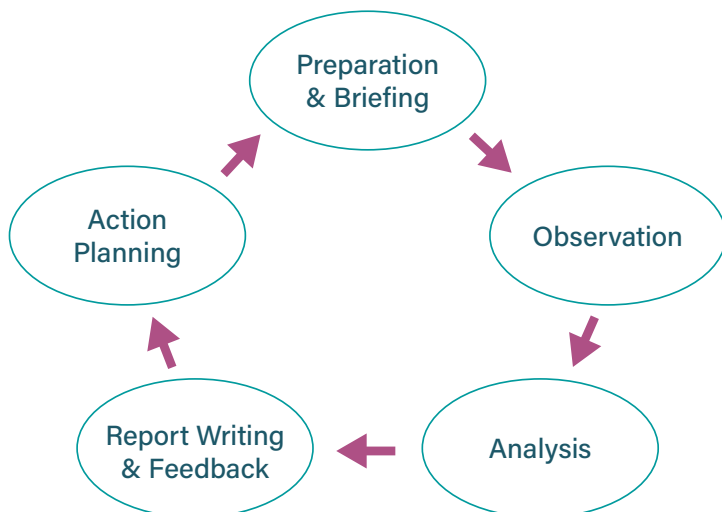 Preparation
& Briefing
Observation
Analysis
Report Writing
& Feedback
Action
Planning